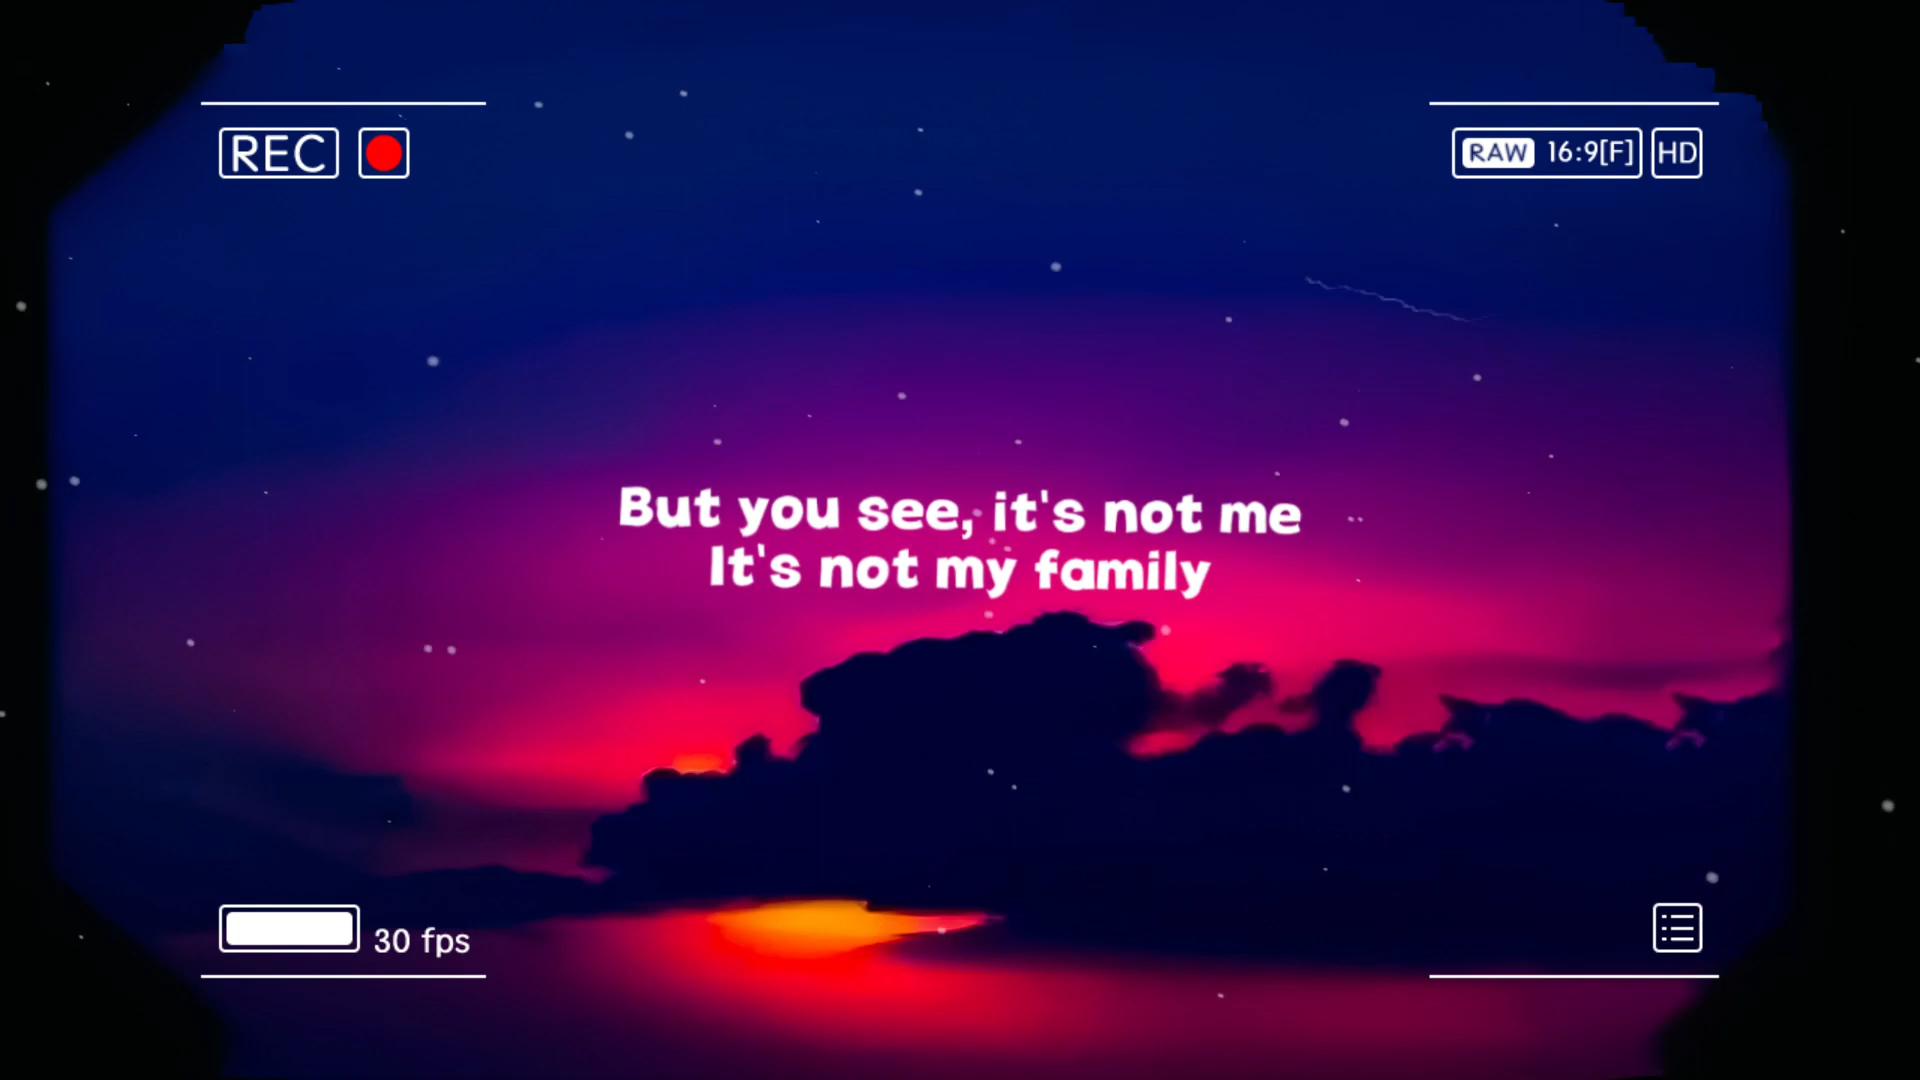 REC
RAW 16:9[F] HD
But you see, it's not me
It's not my family
30 fps